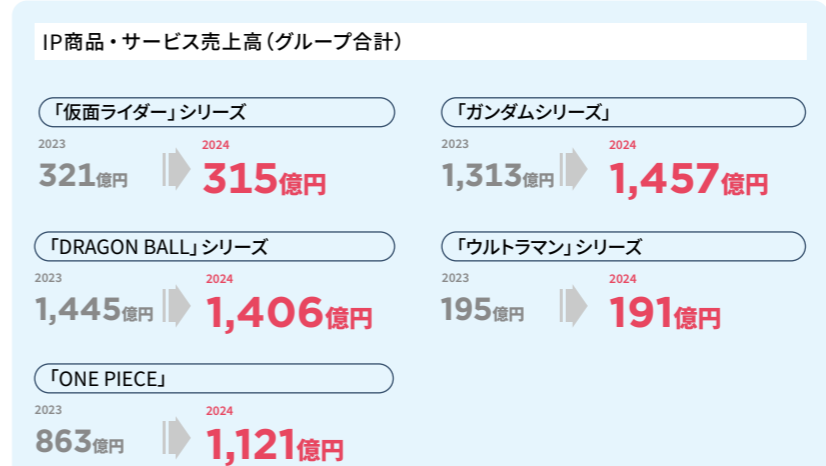 IP商品・サービス売上高（グループ合計）
「仮面ライダー」シリーズ
2023
2024
321億円
315億円
「ガンダムシリーズ」
2023
2024
1,313億円
1,457億円
「DRAGON BALL」シリーズ
2023
2024
1,445億円
1,406億円
「ウルトラマン」シリーズ
2023
2024
195億円
191億円
「ONE PIECE」
2023
2024
863億円
1,121億円